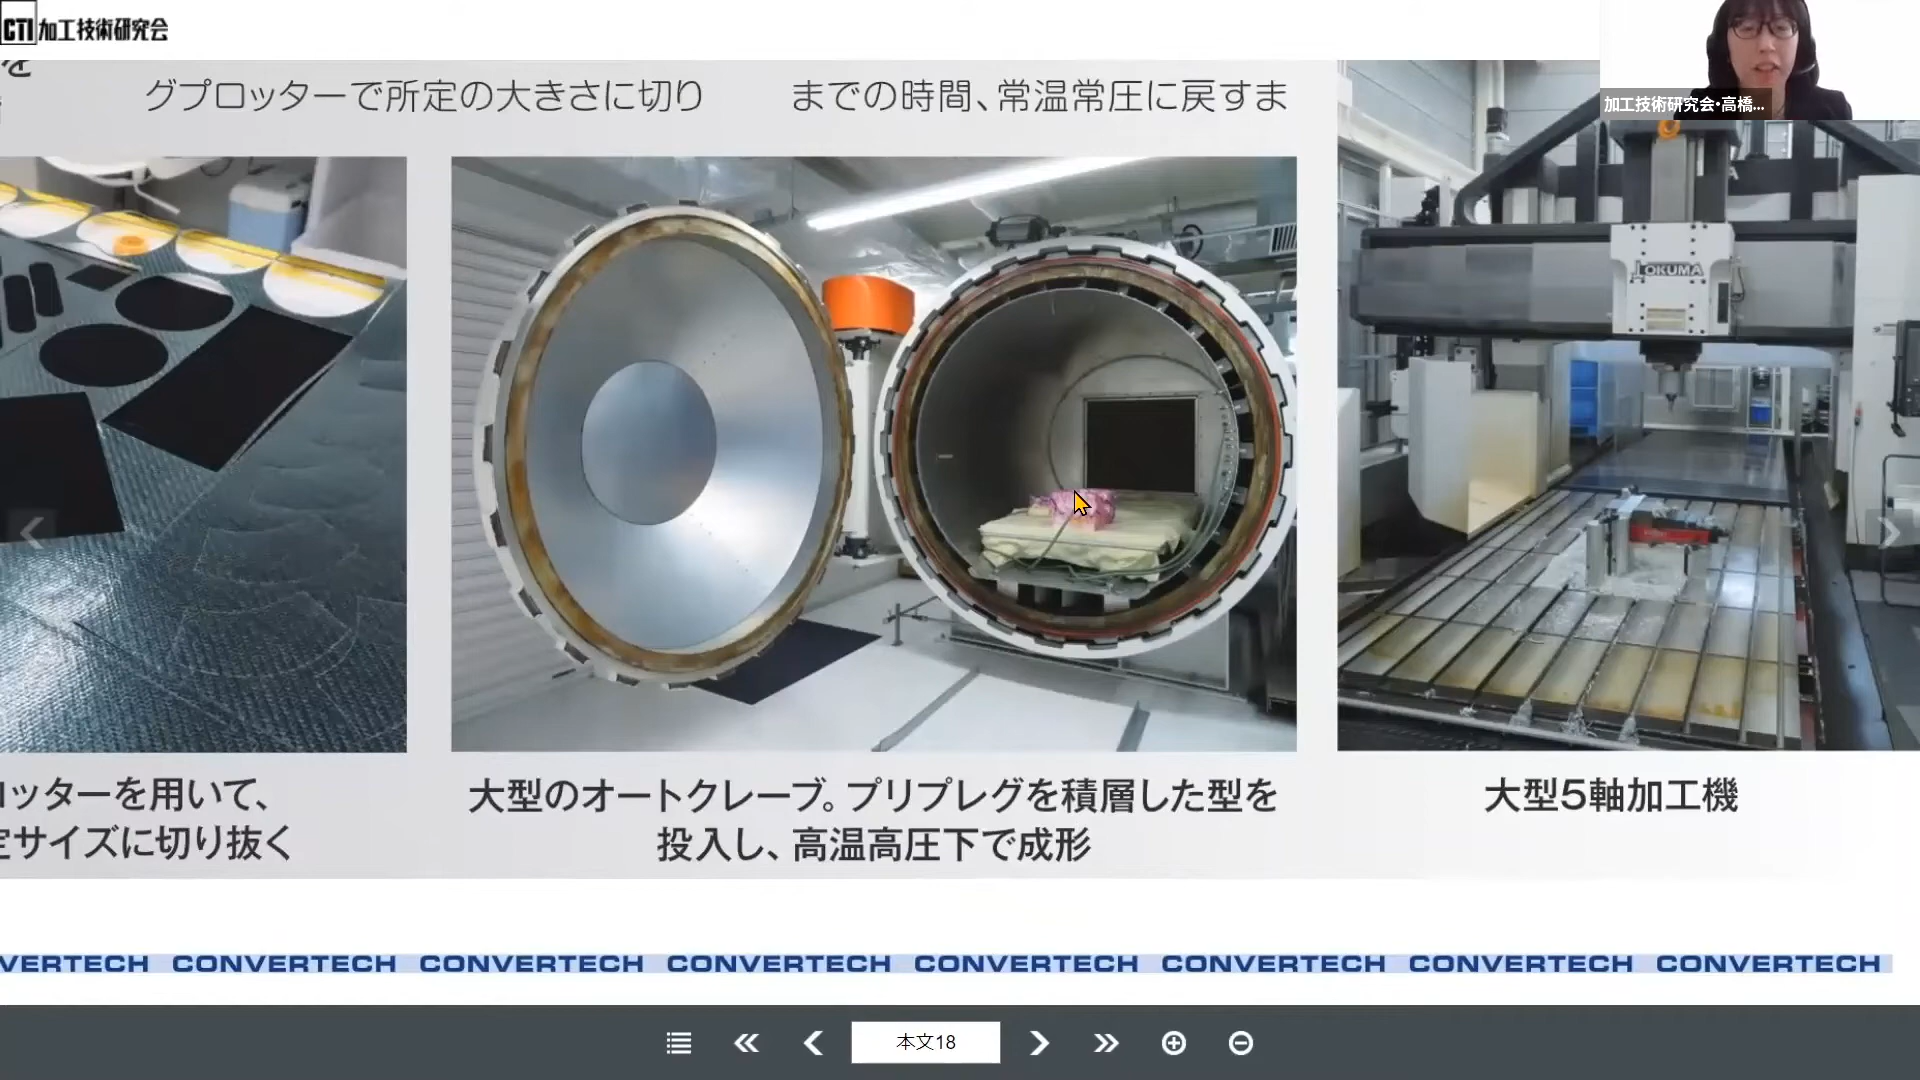 CTI 加工技術研究会
を
グプロッターで所定の大きさに切り
までの時間、常温常圧に戻すま
加工技術研究会・高橋...
OKUMA
ロッターを用いて、
定サイズに切り抜く
大型のオートクレーブ。プリプレグを積層した型を
投入し、高温高圧下で成形
大型5軸加工機
VERTECH CONVERTECH CONVERTECH CONVERTECH CONVERTECH CONVERTECH CONVERTECH CONVERTECH
本文18